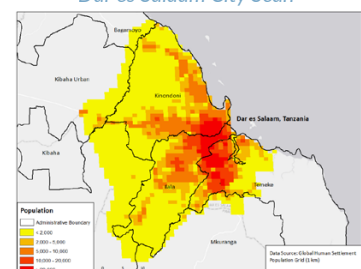 Dar es Salaam City Scan
Bagamoyo
Kibaha Urban
Kinondoni
Dar es Salaam, Tanzania
Kibaha
Ilala
Temeke
Mkuranga
Population
Administrative Boundary
< 2,000
2,000 - 5,000
5,000 - 10,000
10,000 - 20,000
Data Source: Global Human Settlement
Population Grid (1 km)